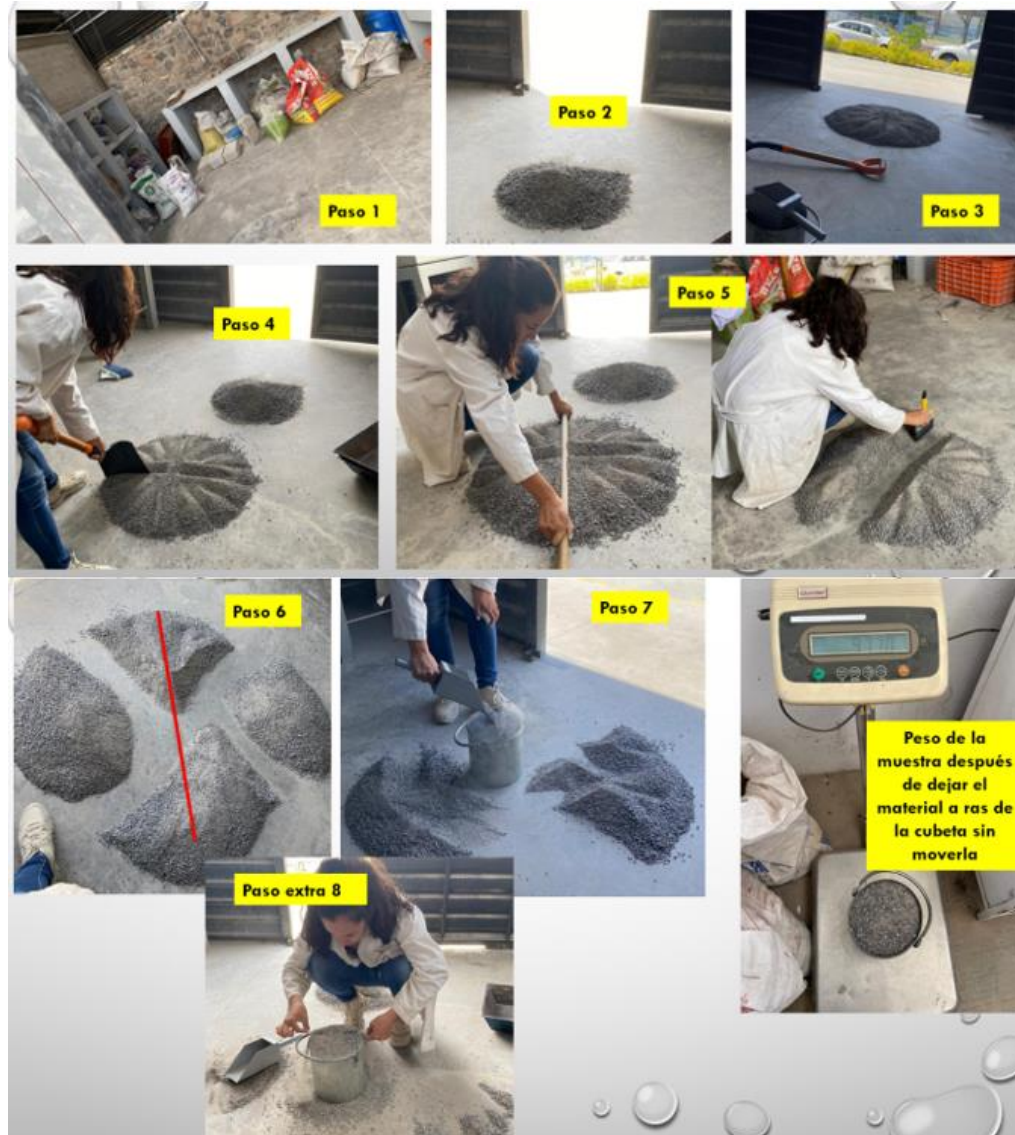 Paso 1
Paso 2
Paso 3
Paso 4
Paso 5
Paso 6
Paso 7
Paso extra 8
Peso de la
muestra después
de dejar el
material a ras de
la cubeta sin
moverla